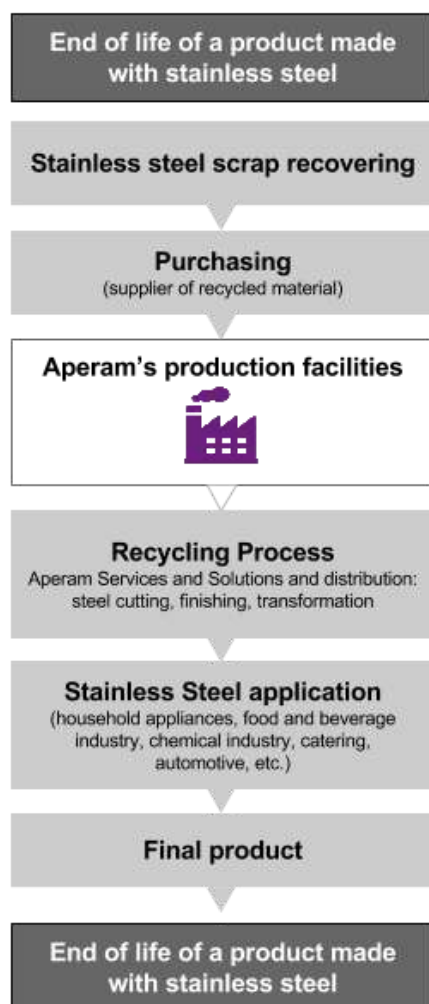 End of life of a product made
with stainless steel
Stainless steel scrap recovering
Purchasing
(supplier of recycled material)
Aperam's production facilities
Recycling Process
Aperam Services and Solutions and distribution:
steel cutting, finishing, transformation
Stainless Steel application
(household appliances, food and beverage
industry, chemical industry, catering,
automotive, etc.)
Final product
End of life of a product made
with stainless steel